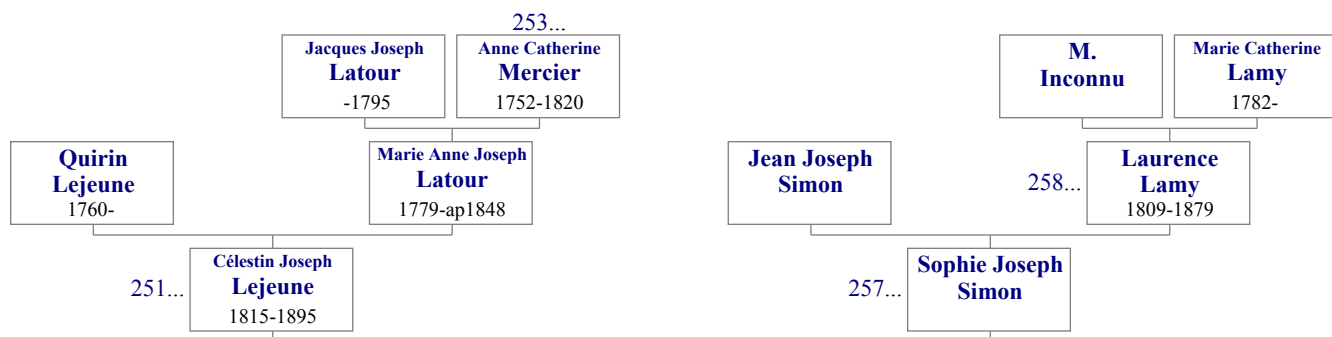 253...
Jacques Joseph
Latour
-1795
Anne Catherine
Mercier
1752-1820
M.
Inconnu
Marie Catherine
Lamy
1782-
Quirin
Lejeune
1760-
Marie Anne Joseph
Latour
1779-ap1848
Jean Joseph
Simon
258...
Laurence
Lamy
1809-1879
251...
Célestin Joseph
Lejeune
1815-1895
257...
Sophie Joseph
Simon